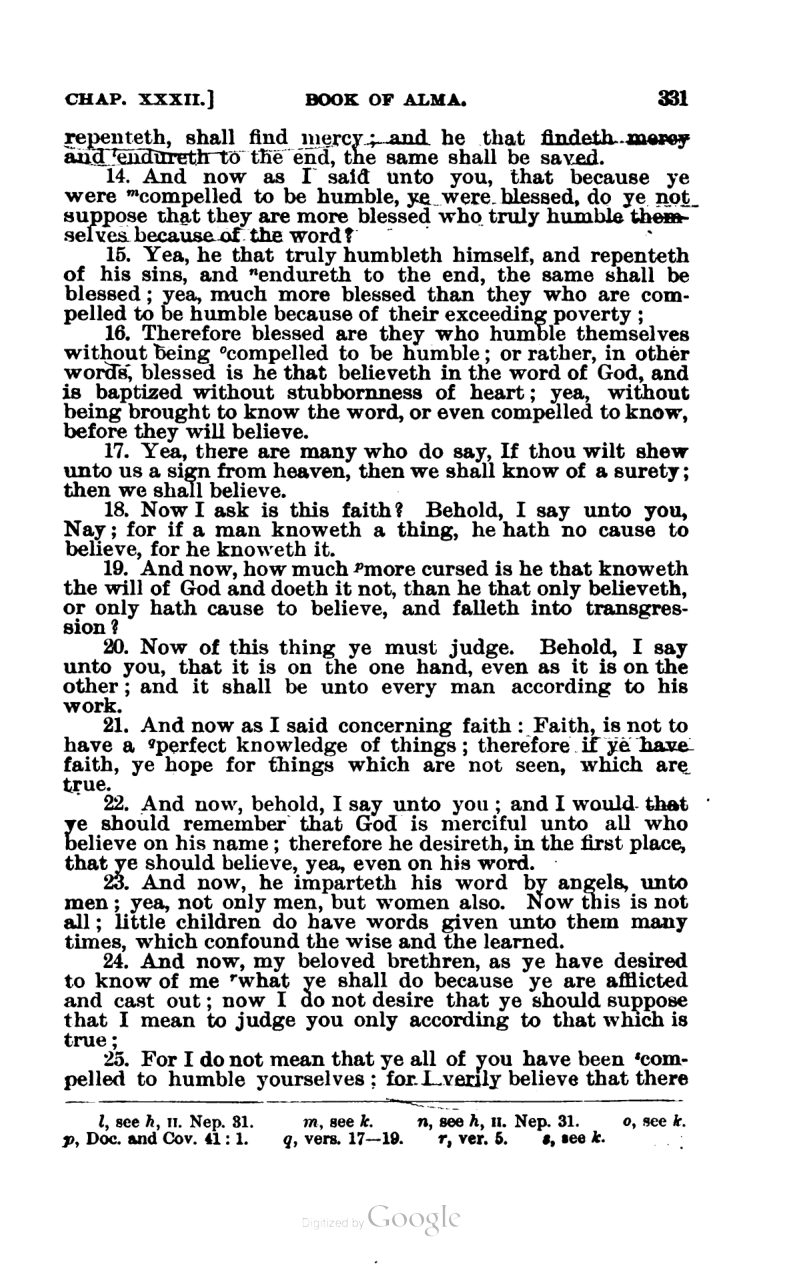 CHAP. XXXII.] BOOK OF ALMA. 331
repenteth, shall find mercy; and he that findeth mercy
and ˡendureth to the end, the same shall be saved.
14. And now as I said unto you, that because ye
were ᵐcompelled to be humble, ye were blessed, do ye not
suppose that they are more blessed who truly humble them-
selves because of the word?
15. Yea, he that truly humbleth himself, and repenteth
of his sins, and ⁿendureth to the end, the same shall be
blessed; yea, much more blessed than they who are com-
pelled to be humble because of their exceeding poverty;
16. Therefore blessed are they who humble themselves
without being ᵒcompelled to be humble; or rather, in other
words, blessed is he that believeth in the word of God, and
is baptized without stubbornness of heart; yea, without
being brought to know the word, or even compelled to know,
before they will believe.
17. Yea, there are many who do say, If thou wilt shew
unto us a sign from heaven, then we shall know of a surety;
then we shall believe.
18. Now I ask is this faith? Behold, I say unto you,
Nay; for if a man knoweth a thing, he hath no cause to
believe, for he knoweth it.
19. And now, how much ᵖmore cursed is he that knoweth
the will of God and doeth it not, than he that only believeth,
or only hath cause to believe, and falleth into transgres-
sion?
20. Now of this thing ye must judge. Behold, I say
unto you, that it is on the one hand, even as it is on the
other; and it shall be unto every man according to his
work.
21. And now as I said concerning faith: Faith, is not to
have a qperfect knowledge of things; therefore if ye have
faith, ye hope for things which are not seen, which are
true.
22. And now, behold, I say unto you; and I would that
ye should remember that God is merciful unto all who
believe on his name; therefore he desireth, in the first place,
that ye should believe, yea, even on his word.
23. And now, he imparteth his word by angels, unto
men; yea, not only men, but women also. Now this is not
all; little children do have words given unto them many
times, which confound the wise and the learned.
24. And now, my beloved brethren, as ye have desired
to know of me ʳwhat ye shall do because ye are afflicted
and cast out; now I do not desire that ye should suppose
that I mean to judge you only according to that which is
true;
25. For I do not mean that ye all of you have been ˢcom-
pelled to humble yourselves; for I verily believe that there
l, see h, II. Nep. 31. m, see k. n, see h, II. Nep. 31. o, see k.
p, Doc. and Cov. 41:1. q, vers. 17—19. r, ver. 5. s, see k.
Digitized by Google